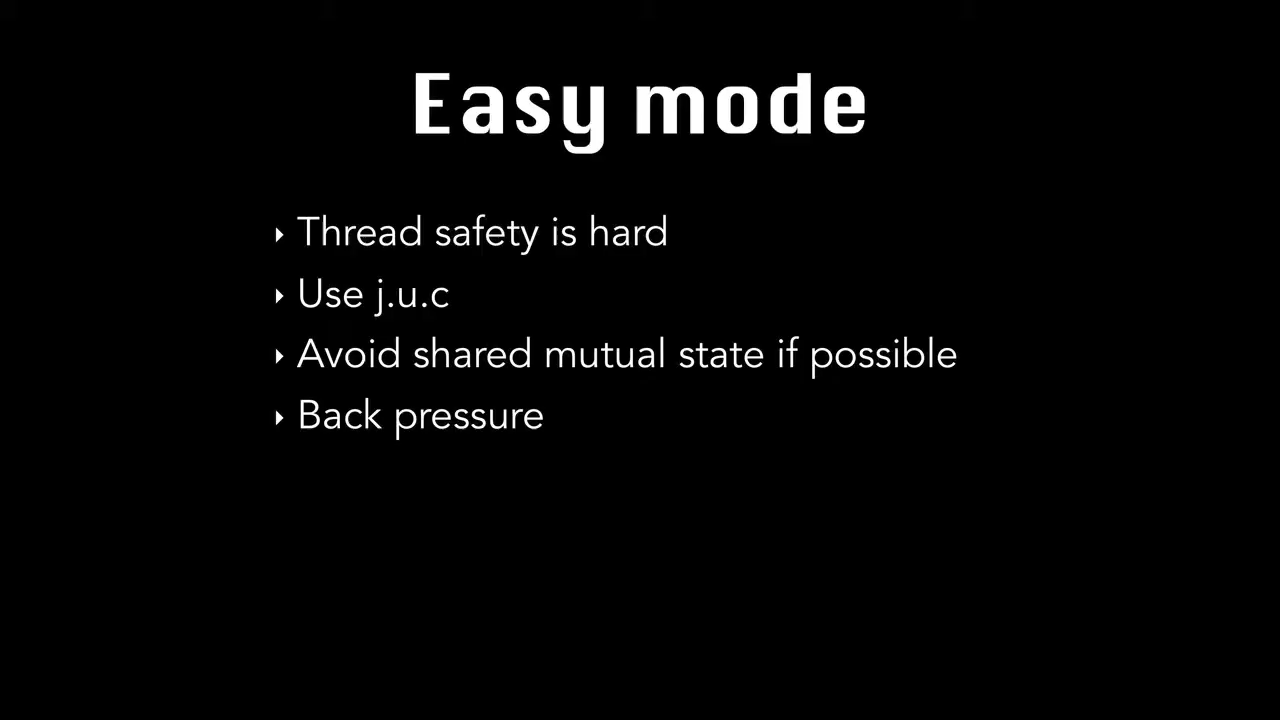 Easy mode
‣ Thread safety is hard
‣ Use j.u.c
‣ Avoid shared mutual state if possible
‣ Back pressure